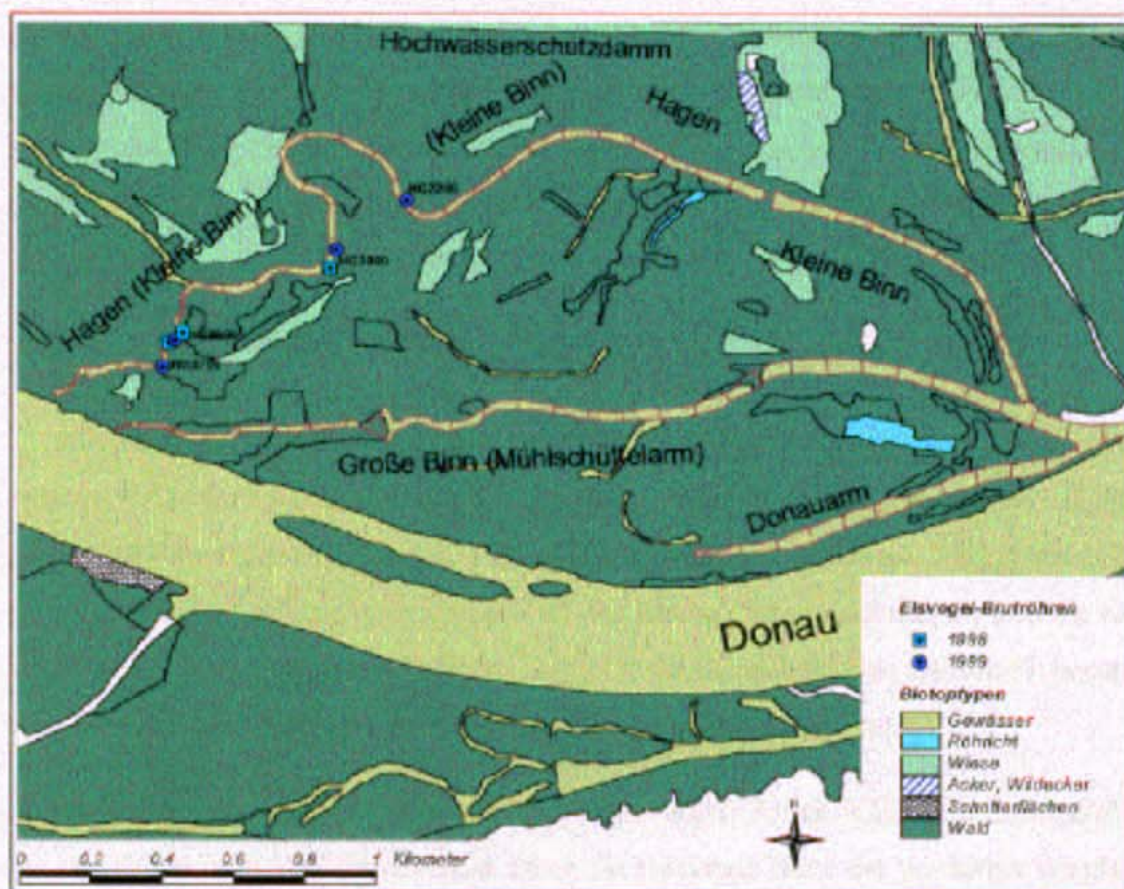 Hochwasserschutzdamm
(Kleine Binn)
Hagen
Hagen (Kleine Binn)
Kleine Binn
Große Binn (Mühlschüttelarm)
Donauarm
Donau
Eisvogel-Brutröhren
1998
1999
Biotoptypen
Gewässer
Röhricht
Wiese
Acker, Wildacker
Schotterflächen
Wald
N
0 0,2 0,4 0,6 0,8 1 Kilometer